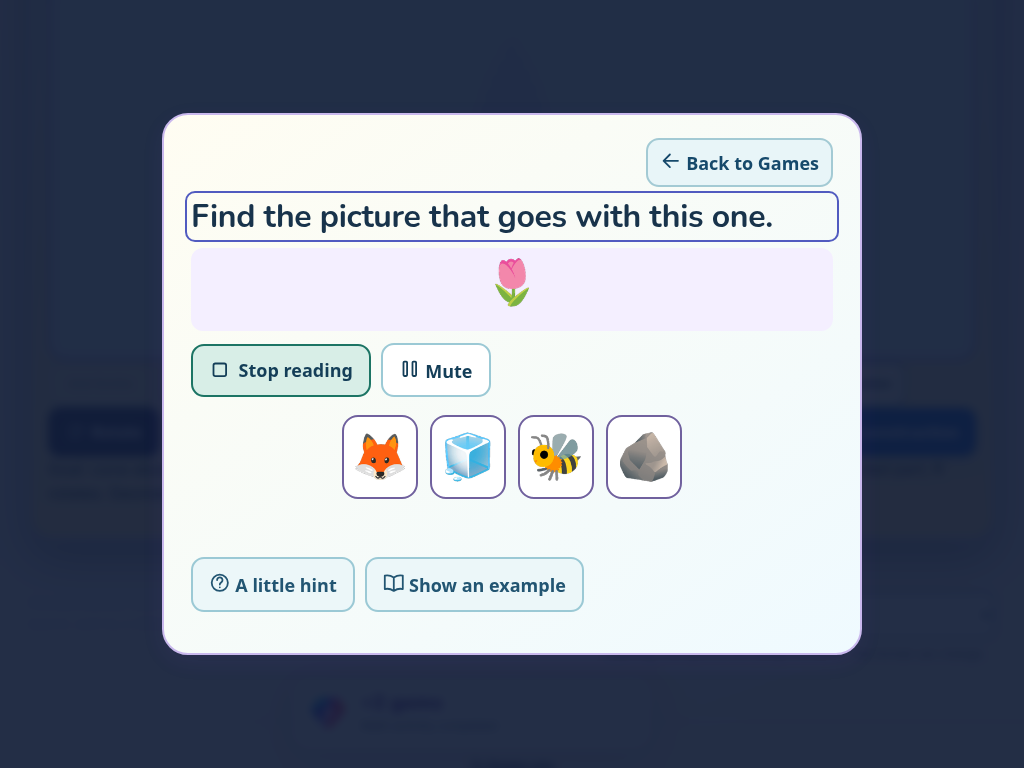 Back to Games
Find the picture that goes with this one.
Stop reading
Mute
A little hint
Show an example